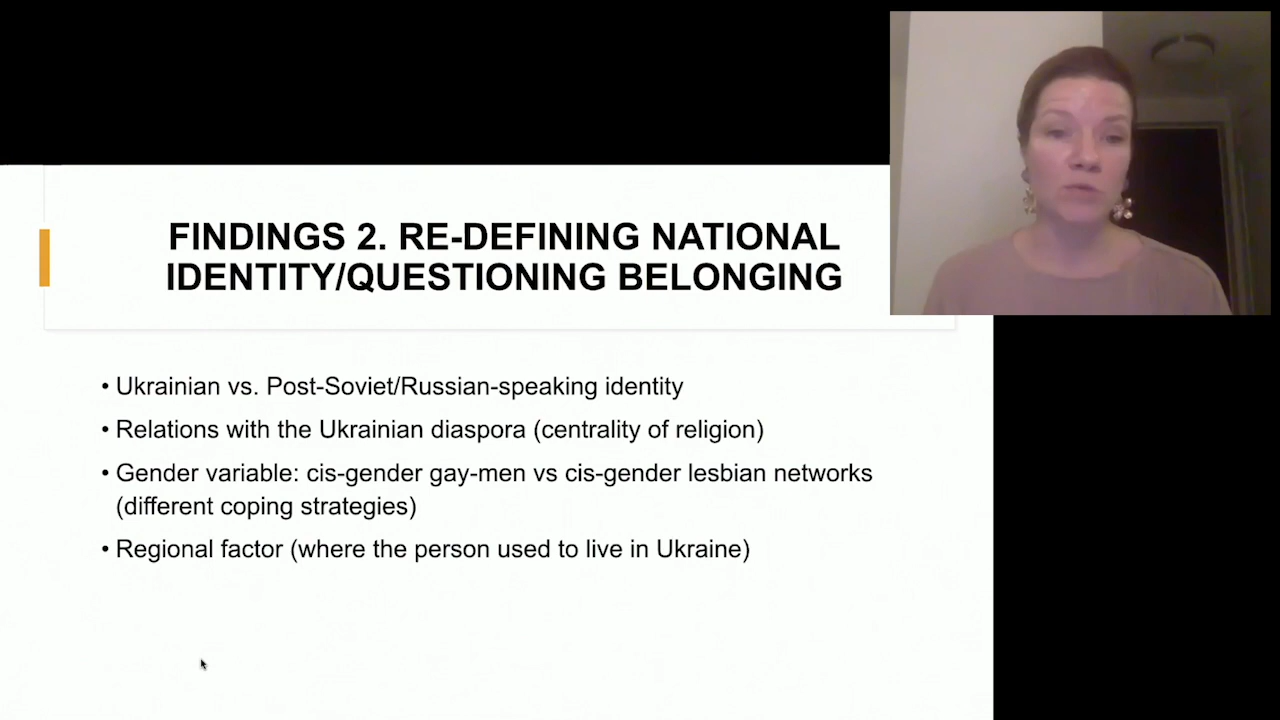 FINDINGS 2. RE-DEFINING NATIONAL
IDENTITY/QUESTIONING BELONGING
• Ukrainian vs. Post-Soviet/Russian-speaking identity
• Relations with the Ukrainian diaspora (centrality of religion)
• Gender variable: cis-gender gay-men vs cis-gender lesbian networks
(different coping strategies)
• Regional factor (where the person used to live in Ukraine)